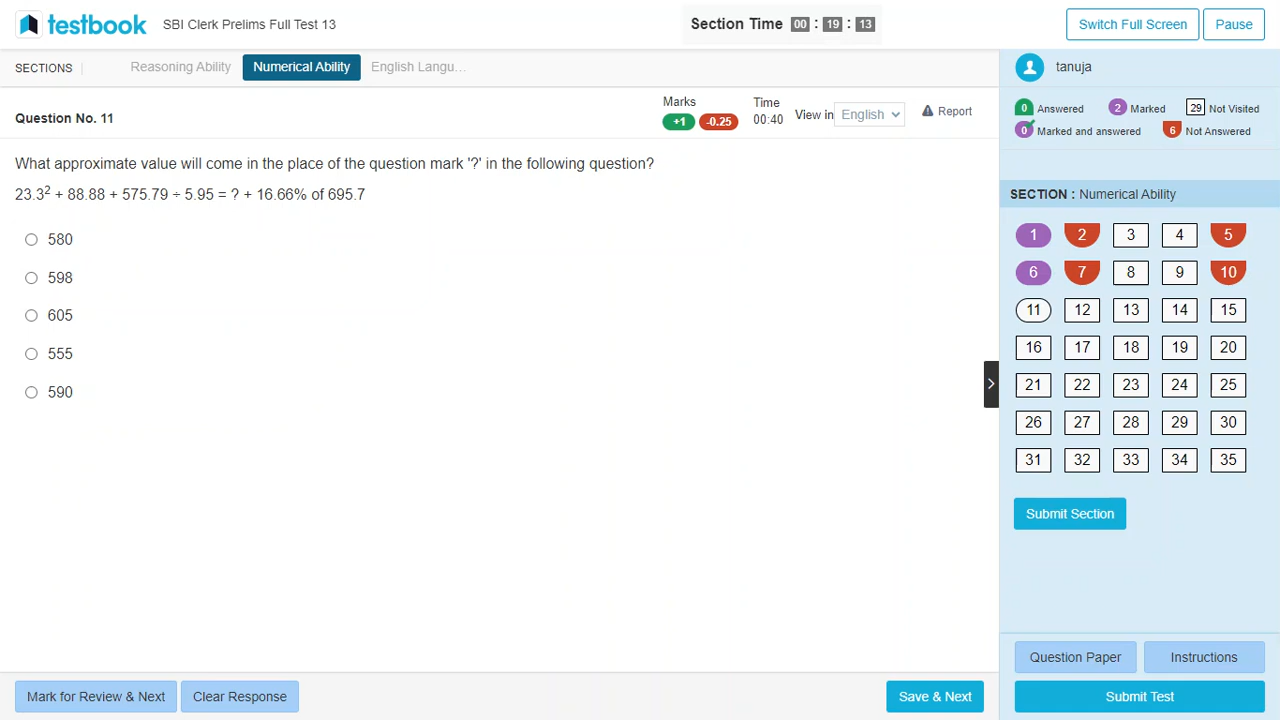 testbook SBI Clerk Prelims Full Test 13 Section Time 00 : 19 : 13 Switch Full Screen Pause
SECTIONS Reasoning Ability Numerical Ability English Langu... tanuja
Question No. 11 Marks +1 -0.25 Time 00:40 View in English Report
0 Answered 2 Marked 29 Not Visited
0 Marked and answered 6 Not Answered
What approximate value will come in the place of the question mark '?' in the following question?
23.3² + 88.88 + 575.79 ÷ 5.95 = ? + 16.66% of 695.7
580
598
605
555
590
SECTION : Numerical Ability
1 2 3 4 5
6 7 8 9 10
11 12 13 14 15
16 17 18 19 20
21 22 23 24 25
26 27 28 29 30
31 32 33 34 35
Submit Section
Question Paper Instructions
Mark for Review & Next Clear Response Save & Next Submit Test